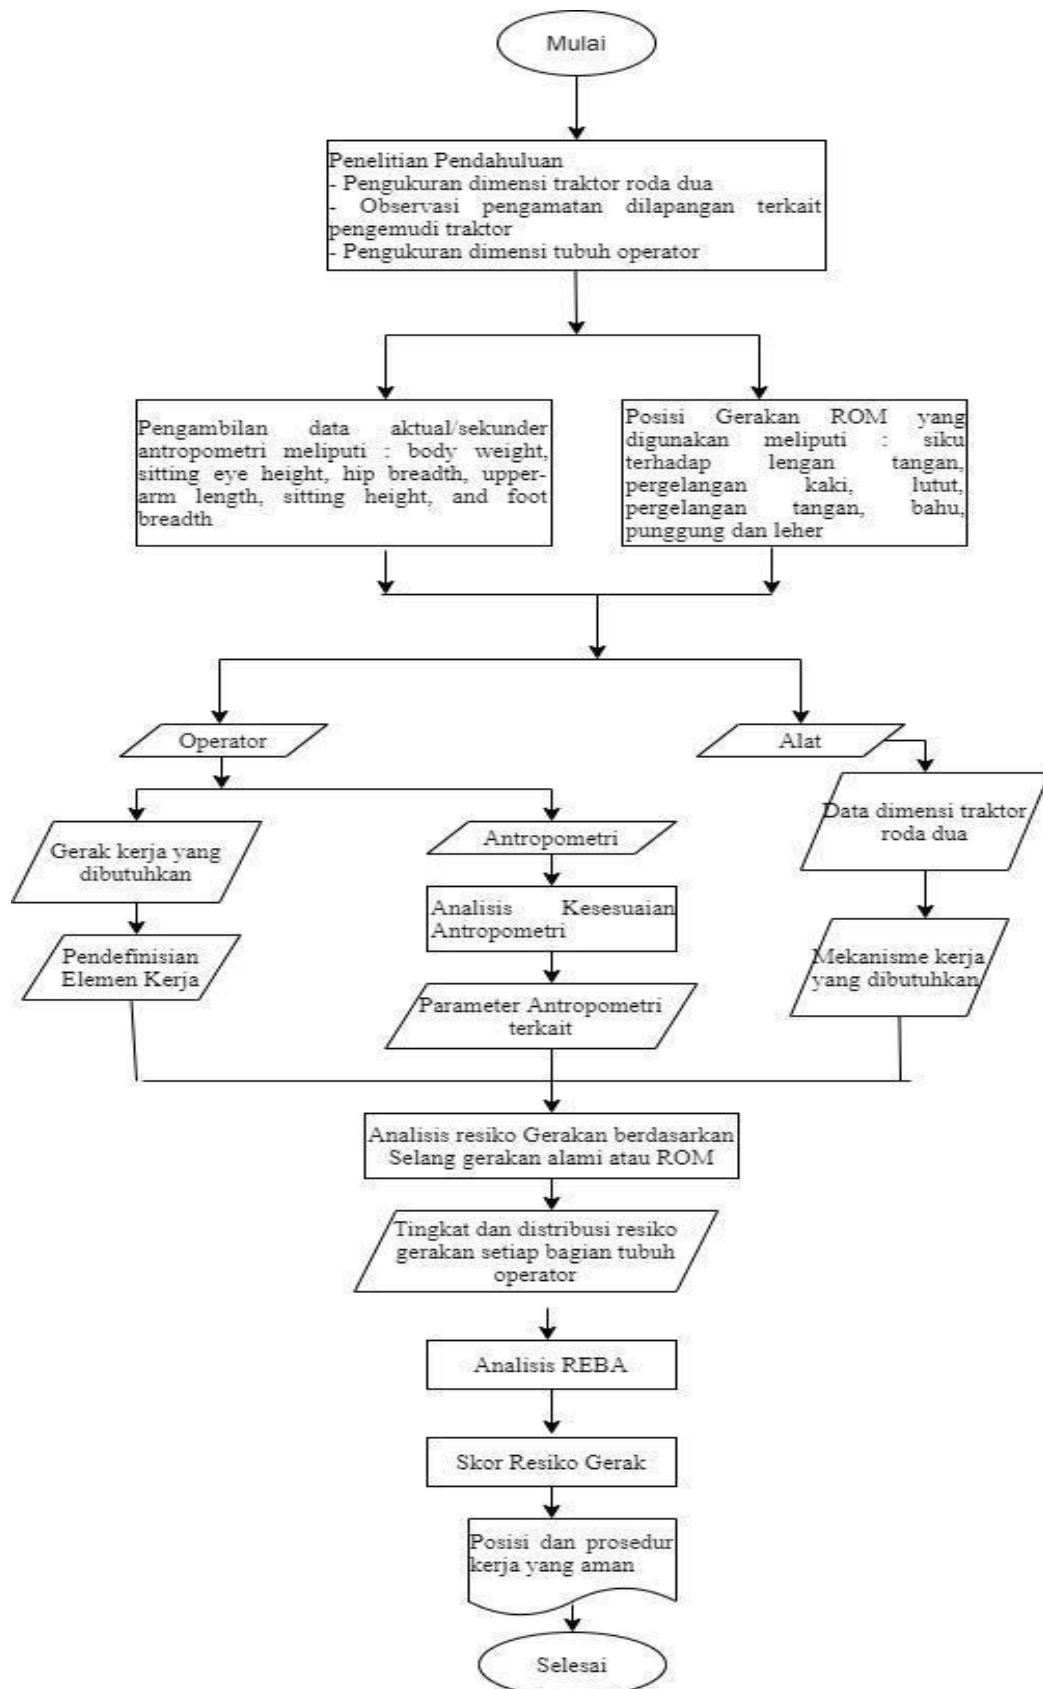 Mulai
Penelitian Pendahuluan
- Pengukuran dimensi traktor roda dua
- Observasi pengamatan dilapangan terkait
pengemudi traktor
- Pengukuran dimensi tubuh operator
Pengambilan data aktual/sekunder
antropometri meliputi : body weight,
sitting eye height, hip breadth, upper-
arm length, sitting height, and foot
breadth
Posisi Gerakan ROM yang
digunakan meliputi : siku
terhadap lengan tangan,
pergelangan kaki, lutut,
pergelangan tangan, bahu,
punggung dan leher
Operator
Alat
Gerak kerja yang
dibutuhkan
Antropometri
Data dimensi traktor
roda dua
Analisis Kesesuaian
Antropometri
Pendefinisian
Elemen Kerja
Mekanisme kerja
yang dibutuhkan
Parameter Antropometri
terkait
Analisis resiko Gerakan berdasarkan
Selang gerakan alami atau ROM
Tingkat dan distribusi resiko
gerakan setiap bagian tubuh
operator
Analisis REBA
Skor Resiko Gerak
Posisi dan prosedur
kerja yang aman
Selesai